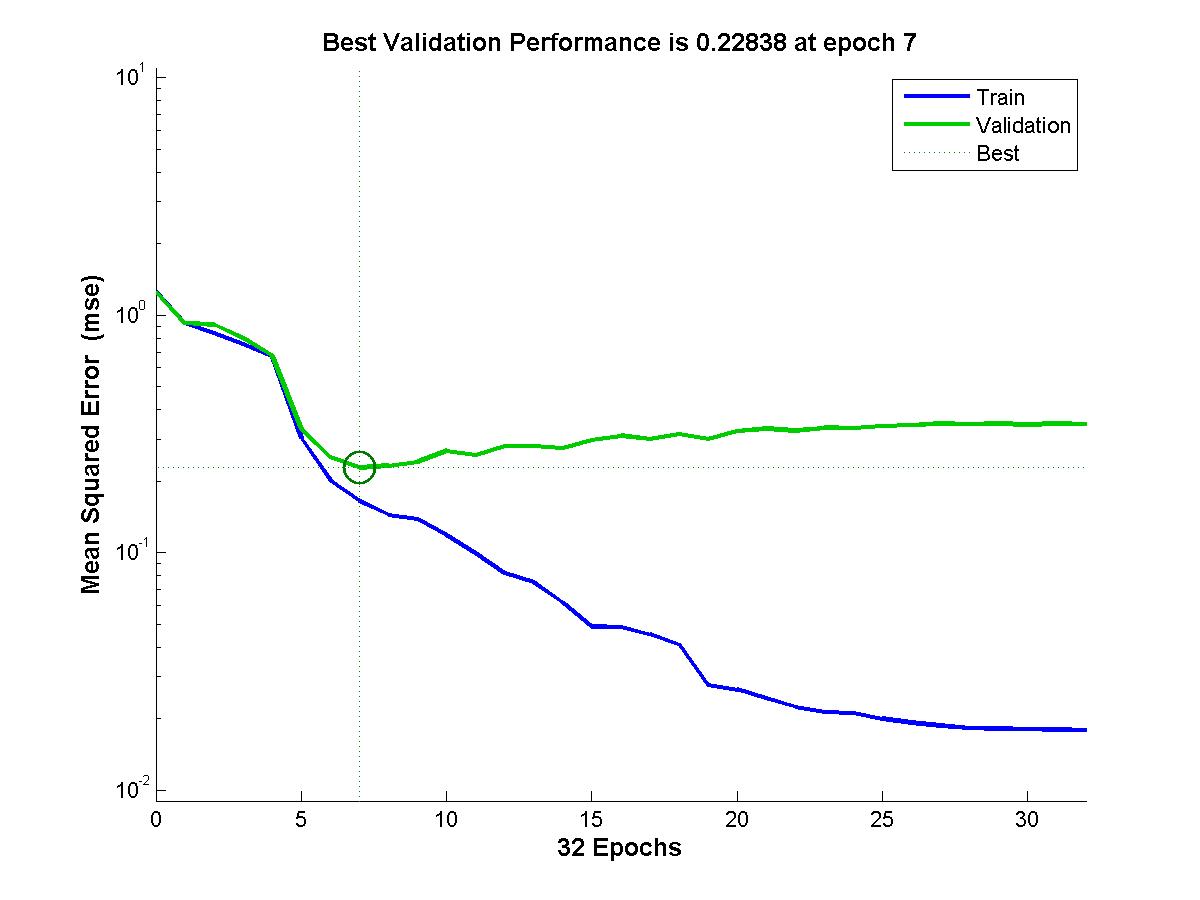 Best Validation Performance is 0.22838 at epoch 7
10^1
Train
Validation
Best
10^0
Mean Squared Error (mse)
10^-1
10^-2
0 5 10 15 20 25 30
32 Epochs